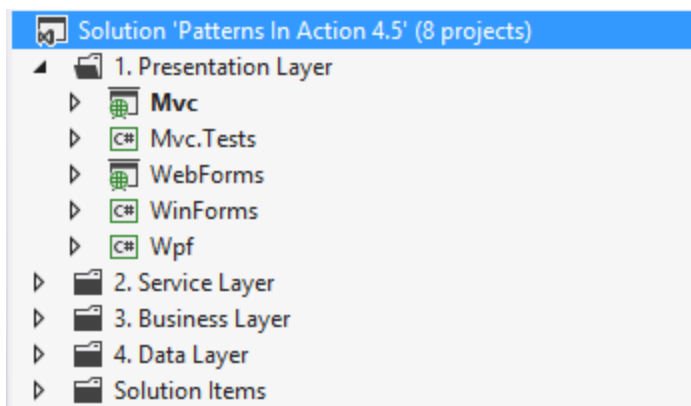 Solution 'Patterns In Action 4.5' (8 projects)
1. Presentation Layer
Mvc
C# Mvc.Tests
WebForms
C# WinForms
C# Wpf
2. Service Layer
3. Business Layer
4. Data Layer
Solution Items